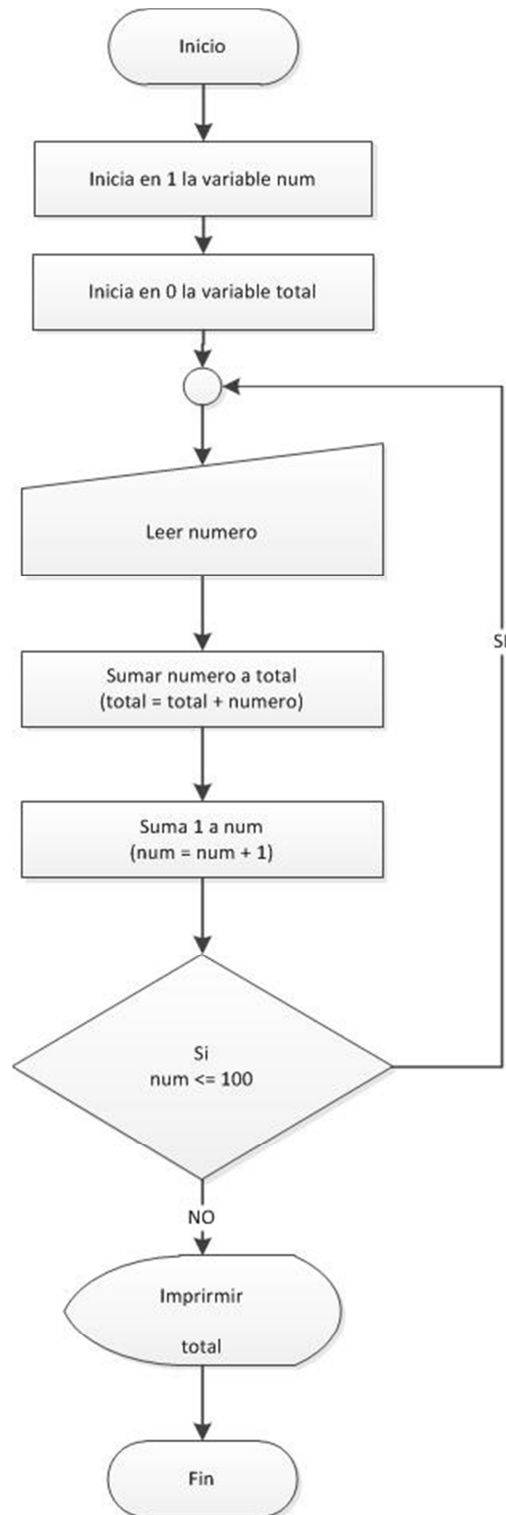 Inicio
Inicia en 1 la variable num
Inicia en 0 la variable total
Leer numero
SI
Sumar numero a total
(total = total + numero)
Suma 1 a num
(num = num + 1)
Si
num <= 100
NO
Imprirmir
total
Fin